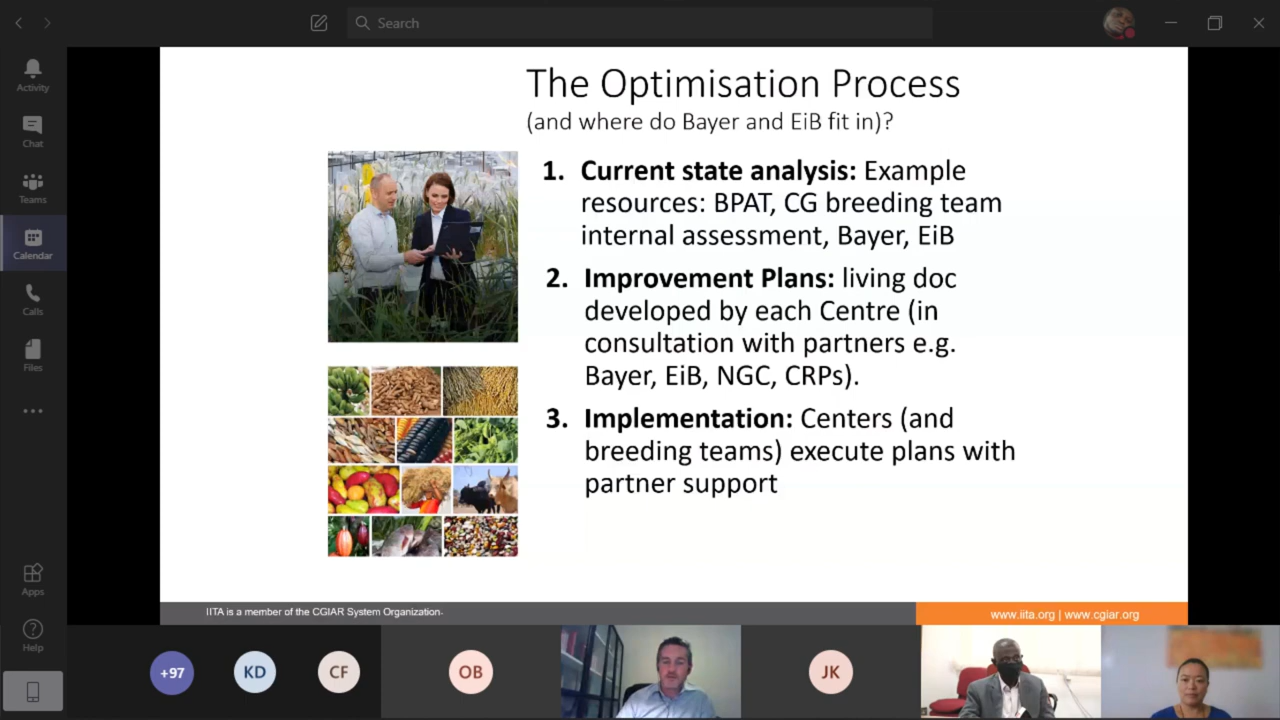 Search
Activity
Chat
Teams
Calendar
Calls
Files
Apps
Help
The Optimisation Process
(and where do Bayer and EiB fit in)?
1. Current state analysis: Example
resources: BPAT, CG breeding team
internal assessment, Bayer, EiB
2. Improvement Plans: living doc
developed by each Centre (in
consultation with partners e.g.
Bayer, EiB, NGC, CRPs).
3. Implementation: Centers (and
breeding teams) execute plans with
partner support
IITA is a member of the CGIAR System Organization.
www.iita.org | www.cgiar.org
+97
KD
CF
OB
JK